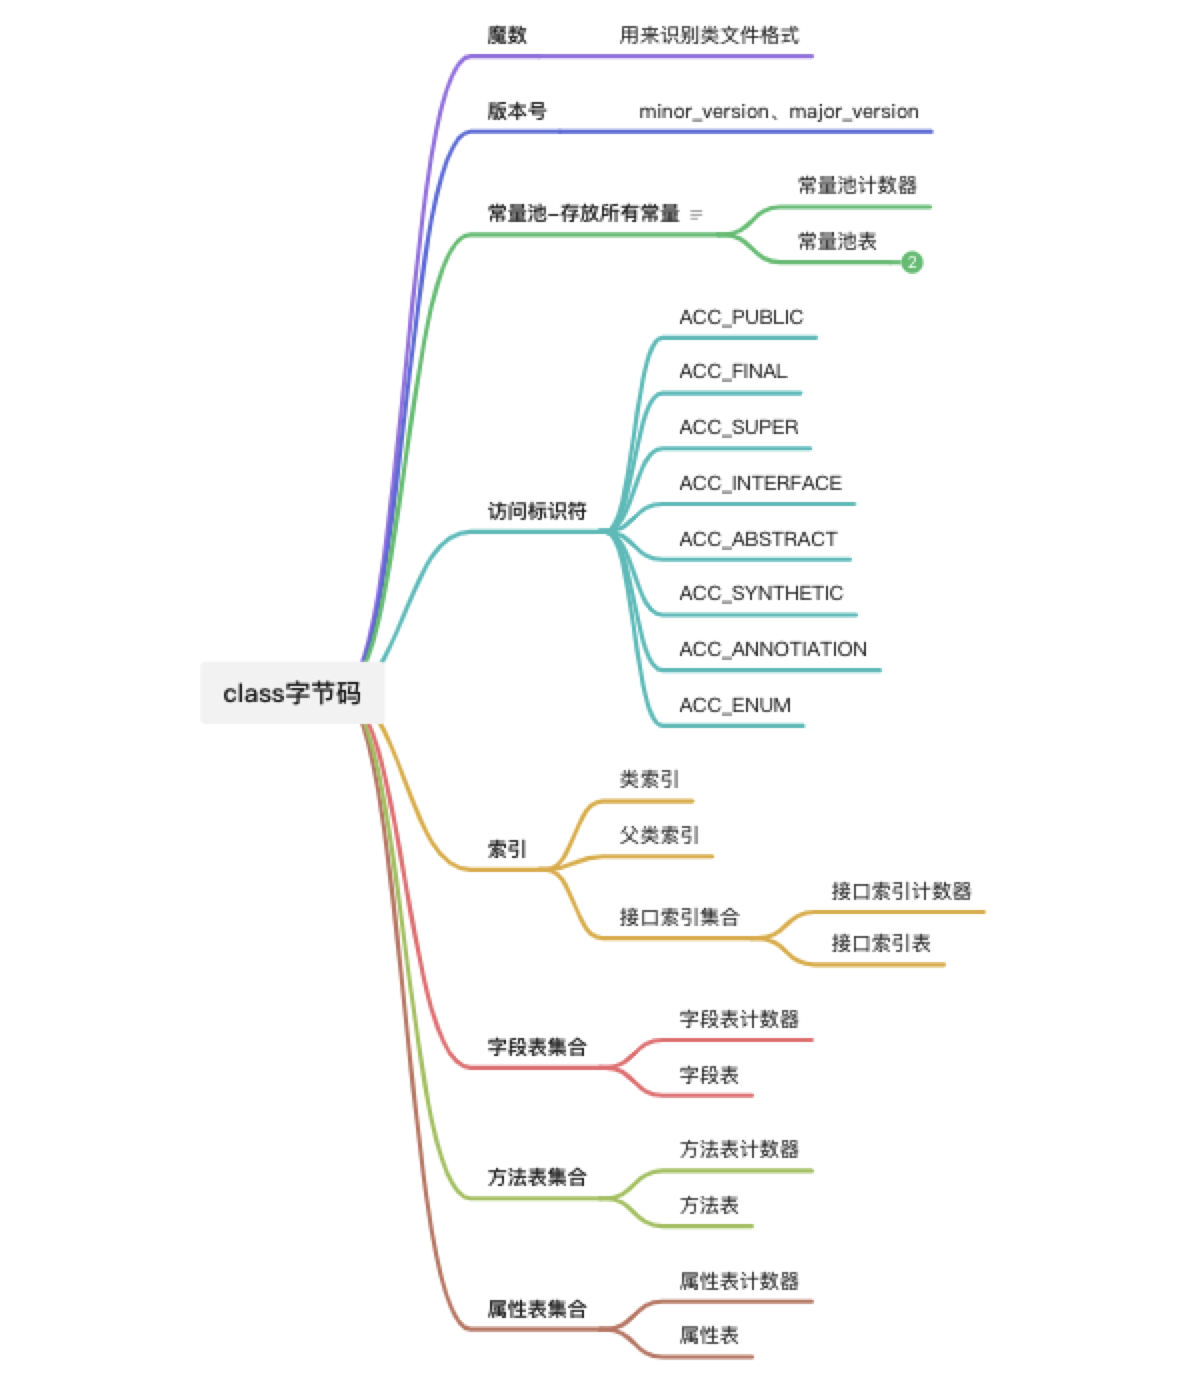 魔数
用来识别类文件格式
版本号
minor_version、major_version
常量池-存放所有常量
常量池计数器
常量池表
2
访问标识符
ACC_PUBLIC
ACC_FINAL
ACC_SUPER
ACC_INTERFACE
ACC_ABSTRACT
ACC_SYNTHETIC
ACC_ANNOTIATION
ACC_ENUM
class字节码
索引
类索引
父类索引
接口索引集合
接口索引计数器
接口索引表
字段表集合
字段表计数器
字段表
方法表集合
方法表计数器
方法表
属性表集合
属性表计数器
属性表